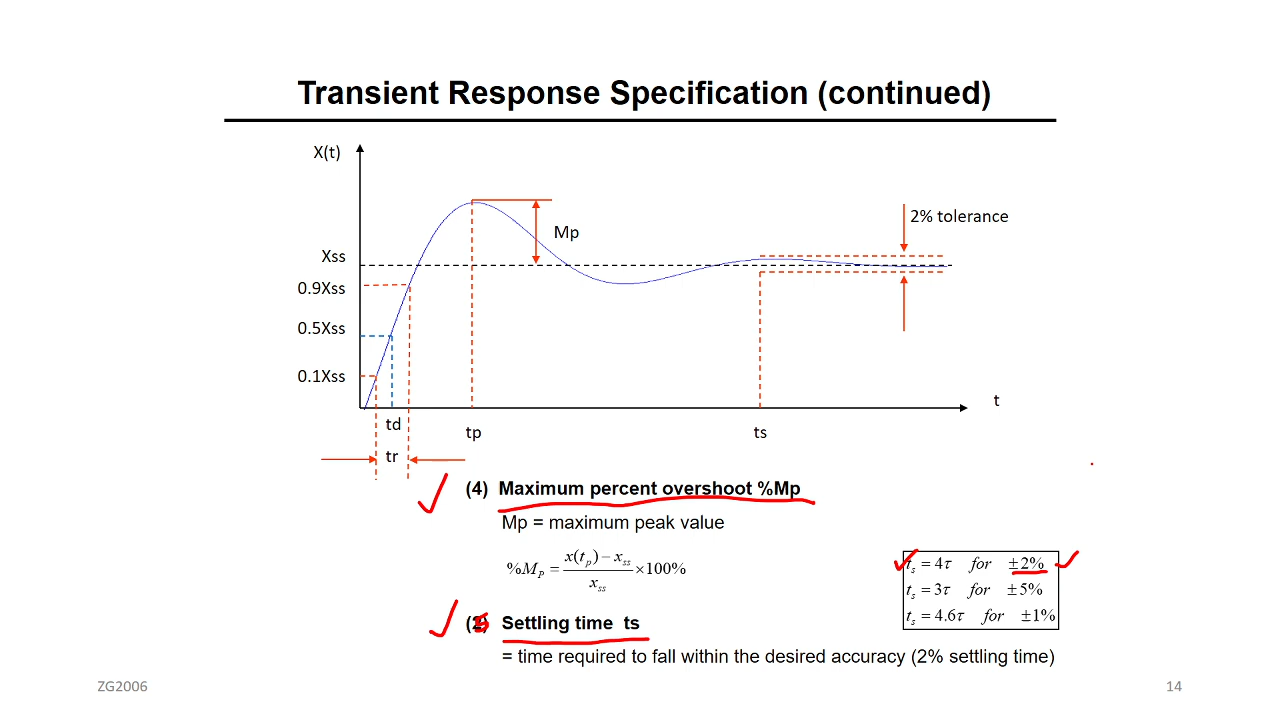 Transient Response Specification (continued)
X(t)
2% tolerance
Mp
Xss
0.9Xss
0.5Xss
0.1Xss
t
td
tp
ts
tr
(4) Maximum percent overshoot %Mp
Mp = maximum peak value
%M_P = (x(t_p) − x_ss) / x_ss × 100%
t_s = 4τ for ±2%
t_s = 3τ for ±5%
t_s = 4.6τ for ±1%
(5) Settling time ts
= time required to fall within the desired accuracy (2% settling time)
ZG2006
14